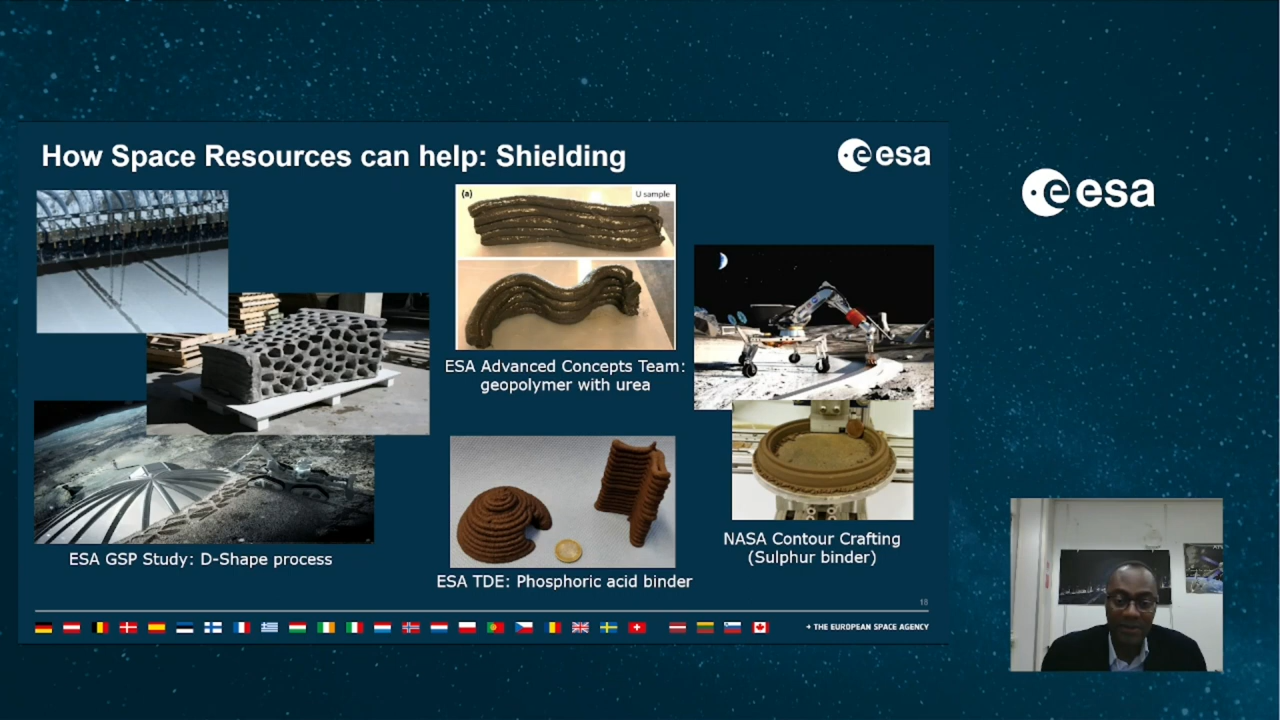 How Space Resources can help: Shielding
esa
esa
(a)
U sample
ESA Advanced Concepts Team:
geopolymer with urea
ESA GSP Study: D-Shape process
ESA TDE: Phosphoric acid binder
NASA Contour Crafting
(Sulphur binder)
18
→ THE EUROPEAN SPACE AGENCY